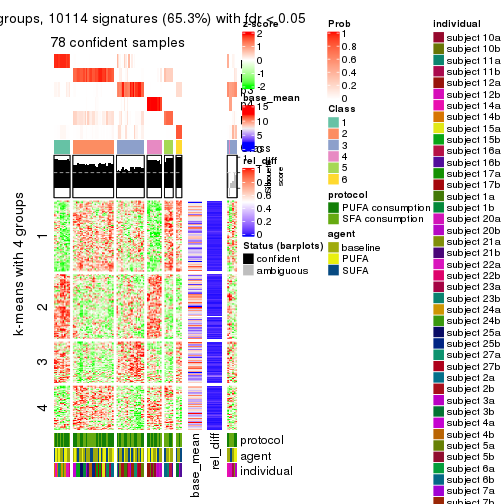 groups, 10114 signatures (65.3%) with fdr < 0.05
78 confident samples
k-means with 4 groups
1
2
3
4
z-score
2
1
0
-1
-2
base_mean
15
10
5
0
rel_diff
1
0.8
0.6
0.4
0.2
0
Silhouette
score
Status (barplots)
confident
ambiguous
protocol
agent
individual
base_mean
rel_diff
Prob
1
0.8
0.6
0.4
0.2
0
Class
1
2
3
4
5
6
protocol
PUFA consumption
SFA consumption
agent
baseline
PUFA
SUFA
individual
subject 10a
subject 10b
subject 11a
subject 11b
subject 12a
subject 12b
subject 14a
subject 14b
subject 15a
subject 15b
subject 16a
subject 16b
subject 17a
subject 17b
subject 1a
subject 1b
subject 20a
subject 20b
subject 21a
subject 21b
subject 22a
subject 22b
subject 23a
subject 23b
subject 24a
subject 24b
subject 25a
subject 25b
subject 27a
subject 27b
subject 2a
subject 2b
subject 3a
subject 3b
subject 4a
subject 4b
subject 5a
subject 5b
subject 6a
subject 6b
subject 7a
subject 7b